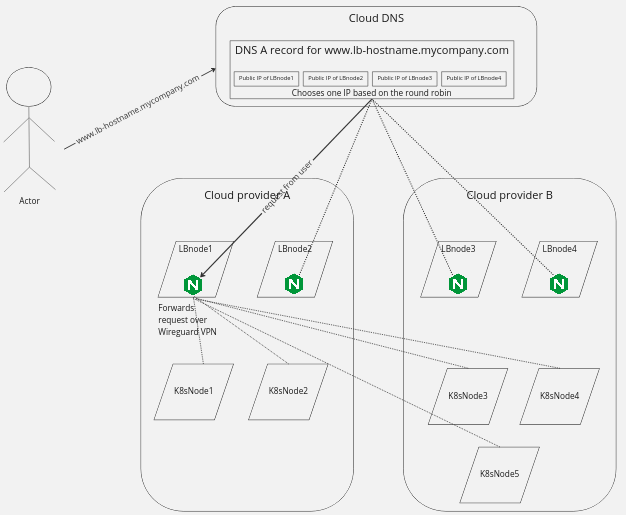 Cloud DNS
DNS A record for www.lb-hostname.mycompany.com
Public IP of LBnode1
Public IP of LBnode2
Public IP of LBnode3
Public IP of LBnode4
Chooses one IP based on the round robin
www.lb-hostname.mycompany.com
Actor
request from user
Cloud provider A
LBnode1
LBnode2
N
N
Forwards
request over
Wireguard VPN
K8sNode1
K8sNode2
Cloud provider B
LBnode3
LBnode4
N
N
K8sNode3
K8sNode4
K8sNode5